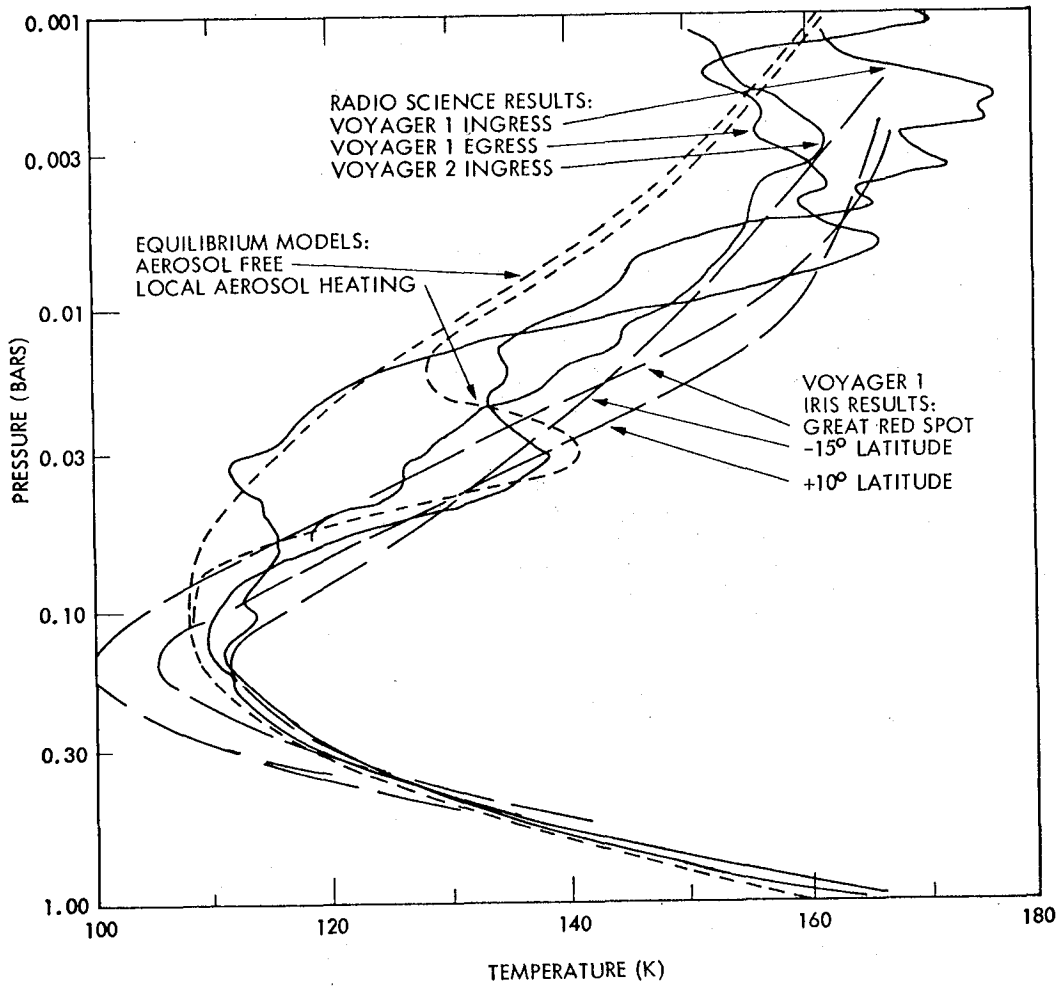 0.001
RADIO SCIENCE RESULTS:
VOYAGER 1 INGRESS
VOYAGER 1 EGRESS
VOYAGER 2 INGRESS
0.003
EQUILIBRIUM MODELS:
AEROSOL FREE
LOCAL AEROSOL HEATING
0.01
PRESSURE (BARS)
VOYAGER 1
IRIS RESULTS:
GREAT RED SPOT
-15° LATITUDE
+10° LATITUDE
0.03
0.10
0.30
1.00
100
120
140
160
180
TEMPERATURE (K)